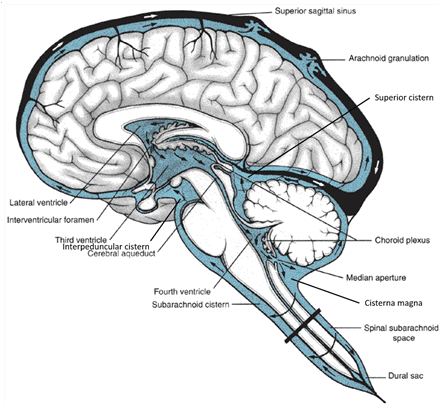 Superior sagittal sinus
Arachnoid granulation
Superior cistern
Lateral ventricle
Interventricular foramen
Third ventricle
Interpeduncular cistern
Cerebral aqueduct
Choroid plexus
Median aperture
Fourth ventricle
Subarachnoid cistern
Cisterna magna
Spinal subarachnoid
space
Dural sac